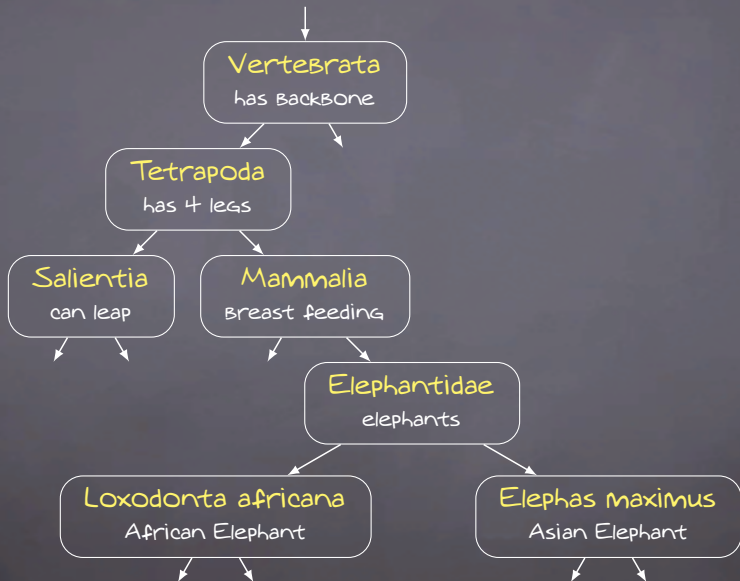 Vertebrata
has backbone
Tetrapoda
has 4 legs
Salientia
can leap
Mammalia
breast feeding
Elephantidae
elephants
Loxodonta africana
African Elephant
Elephas maximus
Asian Elephant